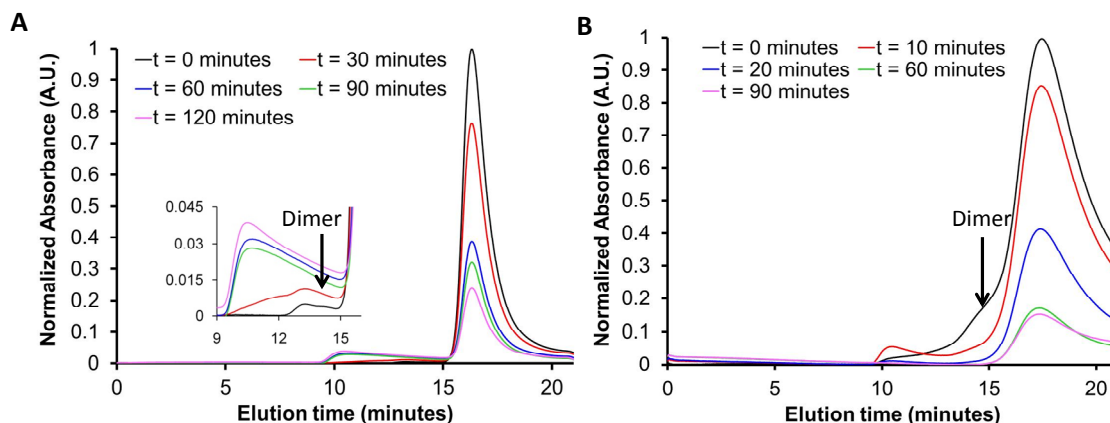 A
Normalized Absorbance (A.U.)
1
0.9
0.8
0.7
0.6
0.5
0.4
0.3
0.2
0.1
0
t = 0 minutes
t = 30 minutes
t = 60 minutes
t = 90 minutes
t = 120 minutes
0.045
0.03
0.015
0
Dimer
9
12
15
0
5
10
15
20
Elution time (minutes)
B
Normalized Absorbance (A.U.)
1
0.9
0.8
0.7
0.6
0.5
0.4
0.3
0.2
0.1
0
t = 0 minutes
t = 10 minutes
t = 20 minutes
t = 60 minutes
t = 90 minutes
Dimer
0
5
10
15
20
Elution time (minutes)